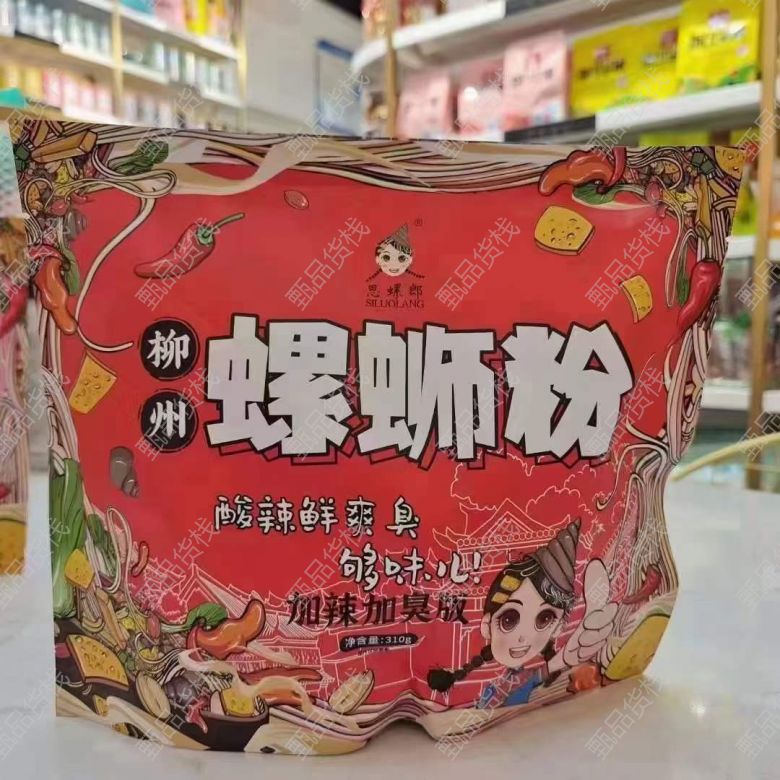 思螺郎
®
SILUOLANG
柳州
螺蛳粉
酸辣鲜爽臭
够味儿!
加辣加臭版
净含量:310g
甄品货栈